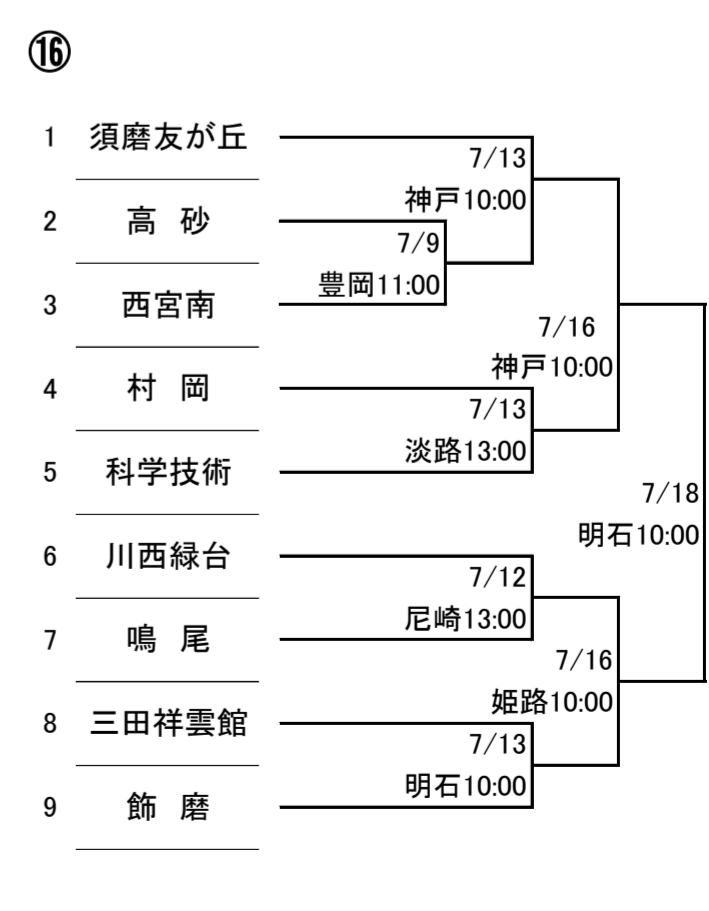 ⑯
1 須磨友が丘
7/13
神戸10:00
2 高 砂
7/9
豊岡11:00
3 西宮南
7/16
神戸10:00
4 村 岡
7/13
淡路13:00
5 科学技術
7/18
明石10:00
6 川西緑台
7/12
尼崎13:00
7 鳴 尾
7/16
姫路10:00
8 三田祥雲館
7/13
明石10:00
9 飾 磨